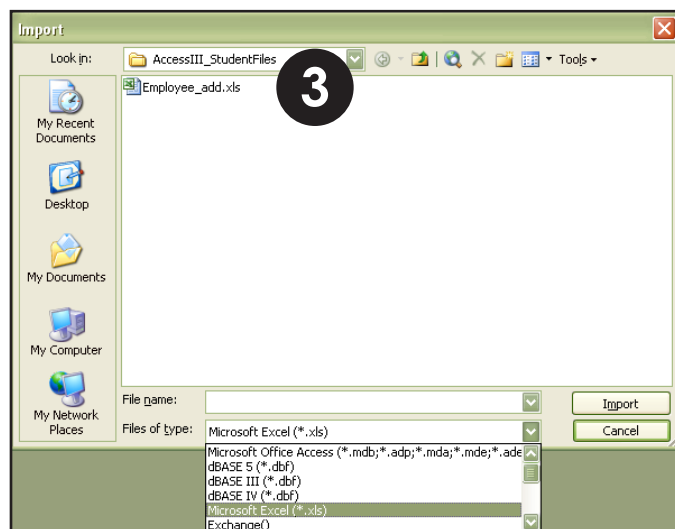 Import
Look in: AccessIII_StudentFiles Tools
3
Employee_add.xls
My Recent
Documents
Desktop
My Documents
My Computer
My Network
Places
File name: Import
Files of type: Microsoft Excel (*.xls) Cancel
Microsoft Office Access (*.mdb;*.adp;*.mda;*.mde;*.ade
dBASE 5 (*.dbf)
dBASE III (*.dbf)
dBASE IV (*.dbf)
Microsoft Excel (*.xls)
Exchange()